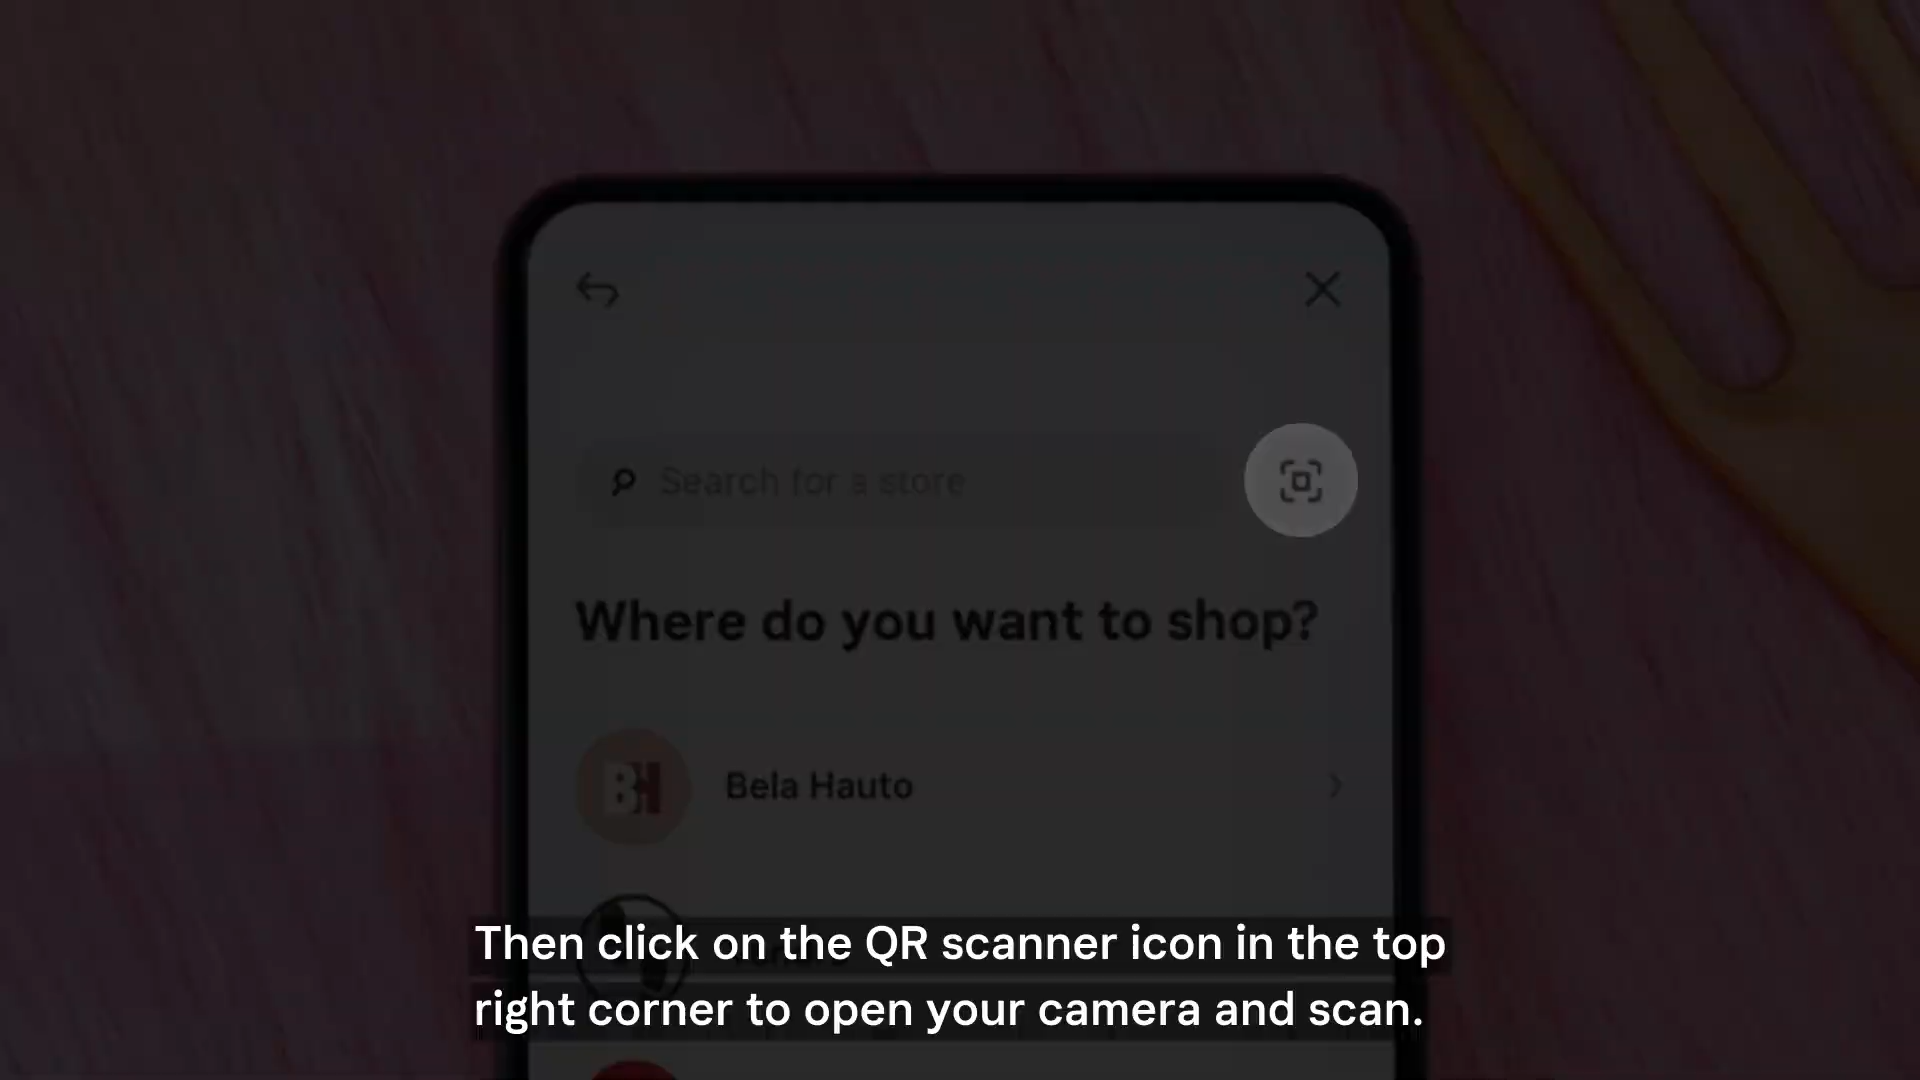 Search for a store
Where do you want to shop?
BH
Bela Hauto
Then click on the QR scanner icon in the top
right corner to open your camera and scan.